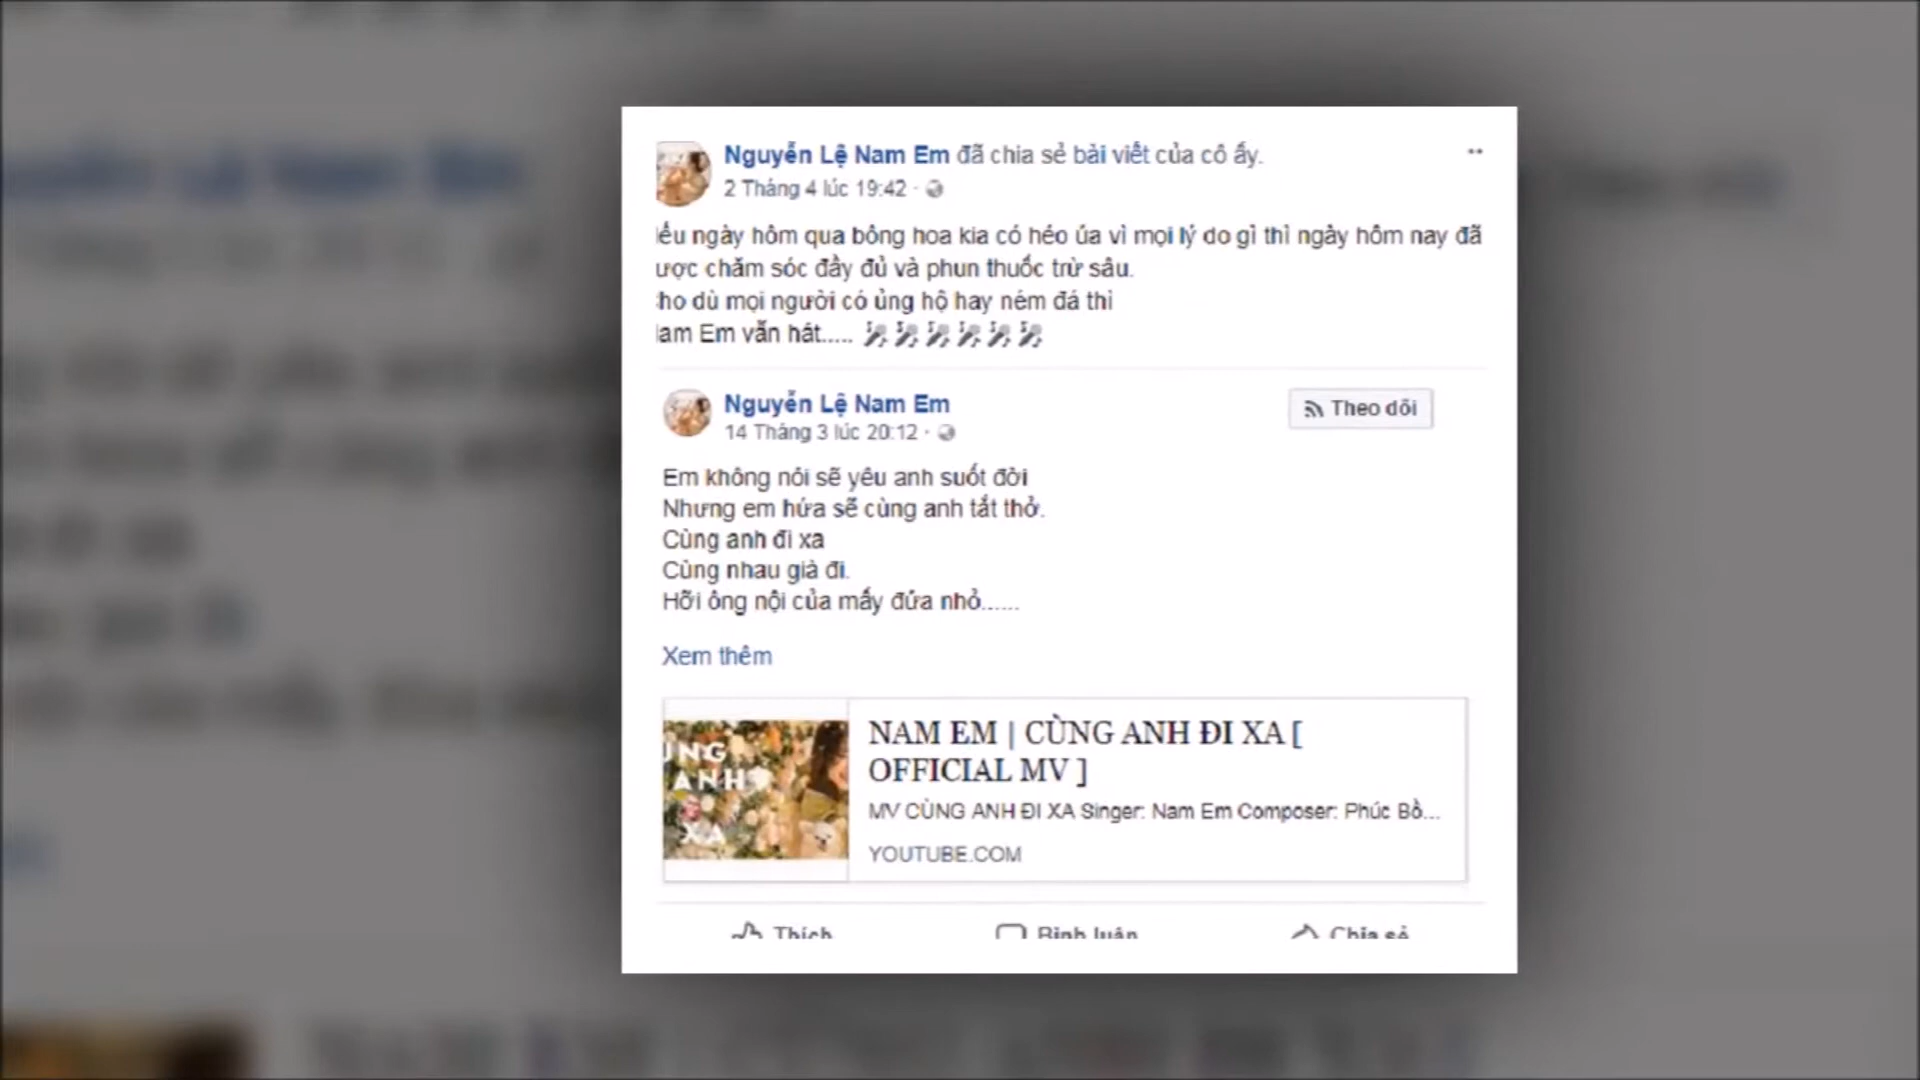 Nguyễn Lệ Nam Em đã chia sẻ bài viết của cô ấy.
2 Tháng 4 lúc 19:42 ·
ếu ngày hôm qua bông hoa kia có héo úa vì mọi lý do gì thì ngày hôm nay đã
ược chăm sóc đầy đủ và phun thuốc trừ sâu.
ho dù mọi người có ủng hộ hay ném đá thì
am Em vẫn hát.....
Nguyễn Lệ Nam Em
Theo dõi
14 Tháng 3 lúc 20:12 ·
Em không nói sẽ yêu anh suốt đời
Nhưng em hứa sẽ cùng anh tắt thở.
Cùng anh đi xa
Cùng nhau già đi.
Hỡi ông nội của mấy đứa nhỏ......
Xem thêm
NAM EM | CÙNG ANH ĐI XA [
OFFICIAL MV ]
MV CÙNG ANH ĐI XA Singer: Nam Em Composer: Phúc Bồ...
YOUTUBE.COM
UNG
ANH
XA
Thích Bình luận Chia sẻ